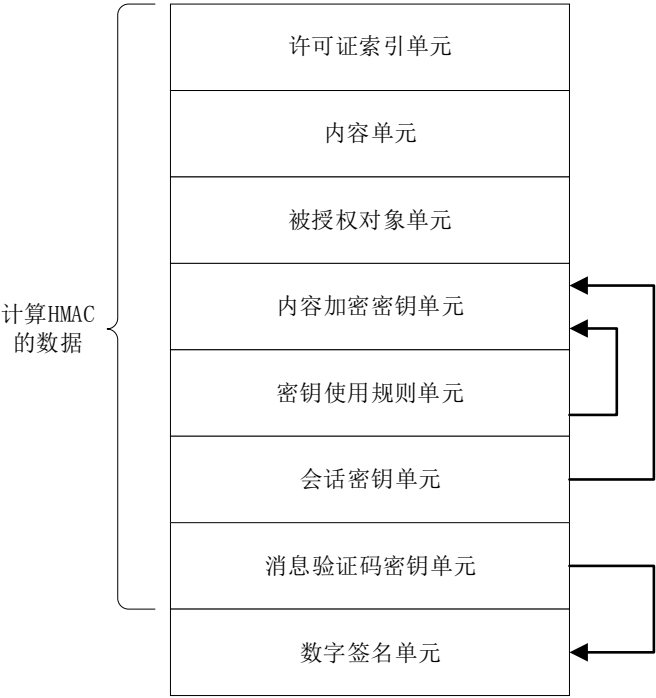 许可证索引单元
内容单元
被授权对象单元
内容加密密钥单元
计算HMAC
的数据
密钥使用规则单元
会话密钥单元
消息验证码密钥单元
数字签名单元